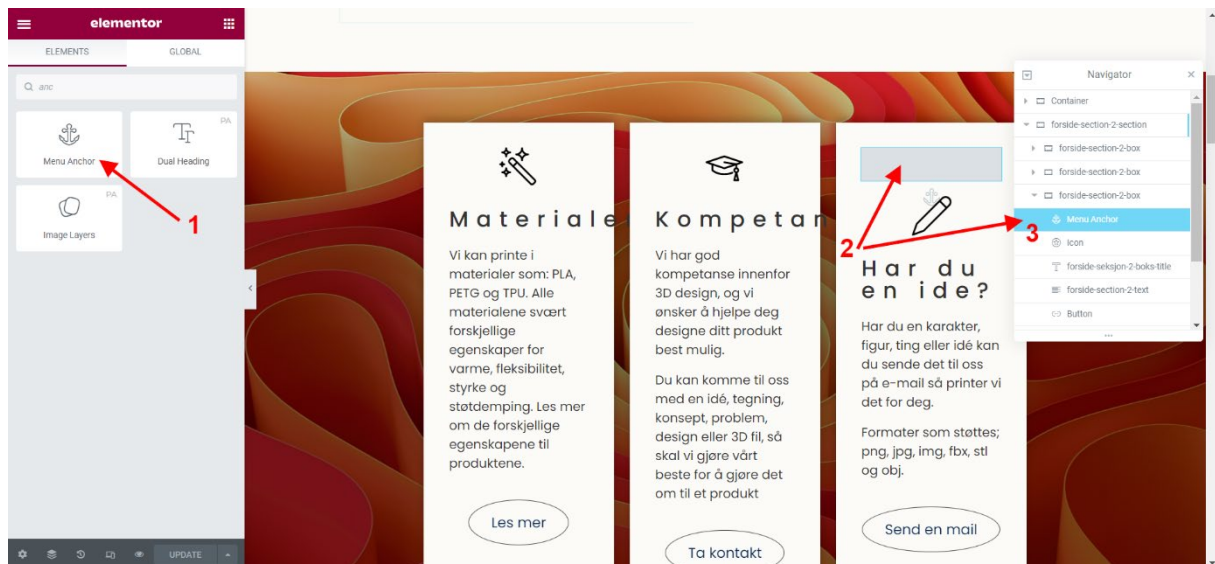 elementor
ELEMENTS
GLOBAL
anc
Menu Anchor
PA
Dual Heading
PA
Image Layers
1
UPDATE
Materiale
Vi kan printe i
materialer som: PLA,
PETG og TPU. Alle
materialene svært
forskjellige
egenskaper for
varme, fleksibilitet,
styrke og
støtdemping. Les mer
om de forskjellige
egenskapene til
produktene.
Les mer
Kompetan
Vi har god
kompetanse innenfor
3D design, og vi
ønsker å hjelpe deg
designe ditt produkt
best mulig.
Du kan komme til oss
med en idé, tegning,
konsept, problem,
design eller 3D fil, så
skal vi gjøre vårt
beste for å gjøre det
om til et produkt
Ta kontakt
2
Har du
en ide?
Har du en karakter,
figur, ting eller idé kan
du sende det til oss
på e-mail så printer vi
det for deg.
Formater som støttes;
png, jpg, img, fbx, stl
og obj.
Send en mail
Navigator
Container
forside-section-2-section
forside-section-2-box
forside-section-2-box
forside-section-2-box
Menu Anchor
3
icon
forside-seksjon-2-boks-title
forside-section-2-text
Button